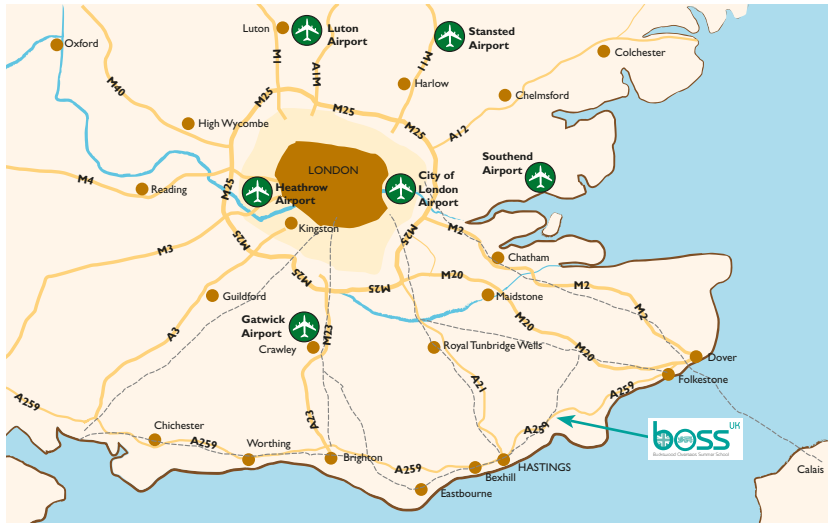 Oxford
Luton
Luton
Airport
Stansted
Airport
Colchester
M1
A1M
M11
M40
Harlow
Chelmsford
M25
M25
M25
A12
High Wycombe
LONDON
Southend
Airport
M4
Reading
M25
Heathrow
Airport
City of
London
Airport
Kingston
M25
M25
M2
M3
Chatham
M25
M25
M20
M2
Guildford
Maidstone
M2
Gatwick
Airport
M23
M20
A3
Crawley
Royal Tunbridge Wells
M20
Dover
Folkestone
A21
A259
A259
A23
A259
boss UK
Buckswood Overseas Summer School
Chichester
A259
Worthing
Brighton
A259
HASTINGS
Bexhill
Eastbourne
Calais